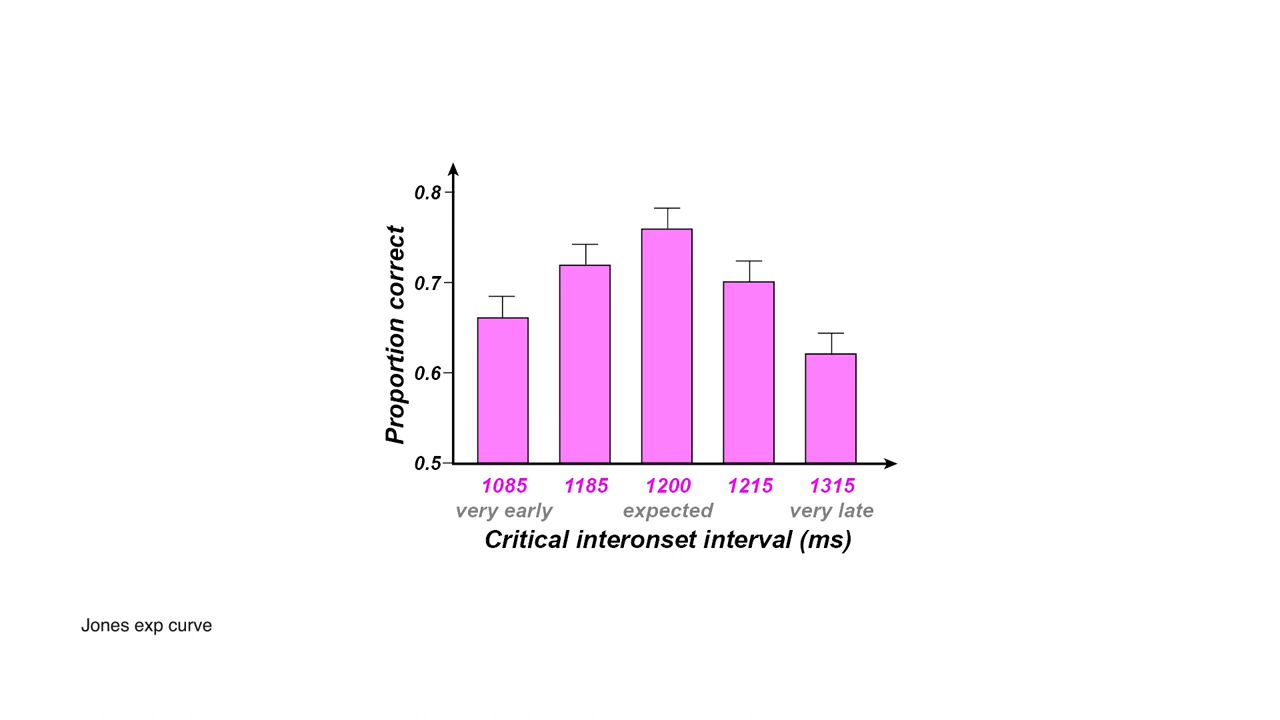 0.8
0.7
0.6
0.5
Proportion correct
1085 1185 1200 1215 1315
very early expected very late
Critical interonset interval (ms)
Jones exp curve